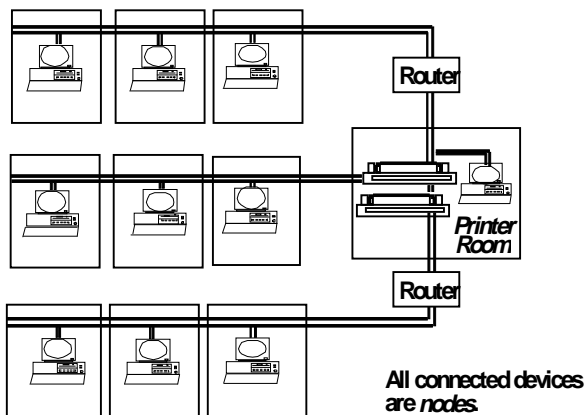 Router
Printer
Room
Router
All connected devices
are nodes.